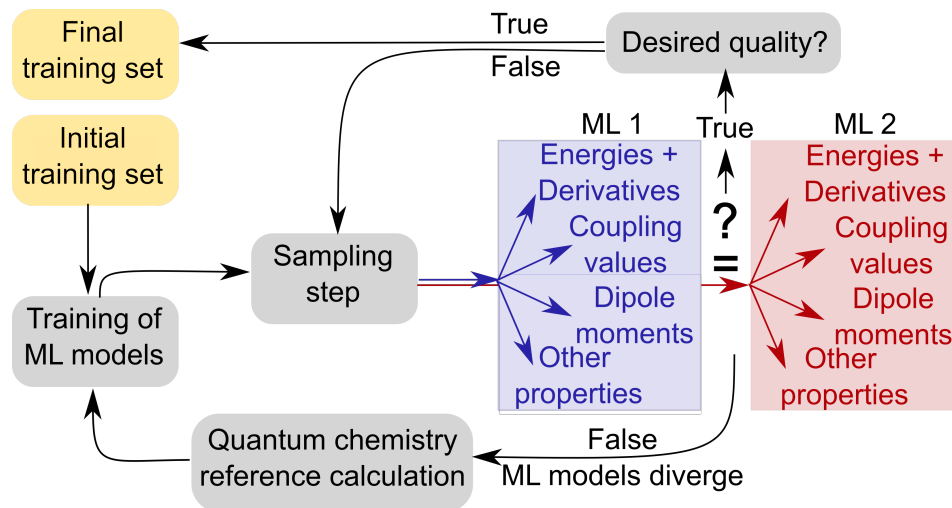 Final
training set
True
False
Desired quality?
Initial
training set
ML 1
True
ML 2
Energies +
Derivatives
Coupling
values
Dipole
moments
Other
properties
?
=
Energies +
Derivatives
Coupling
values
Dipole
moments
Other
properties
Sampling
step
Training of
ML models
Quantum chemistry
reference calculation
False
ML models diverge